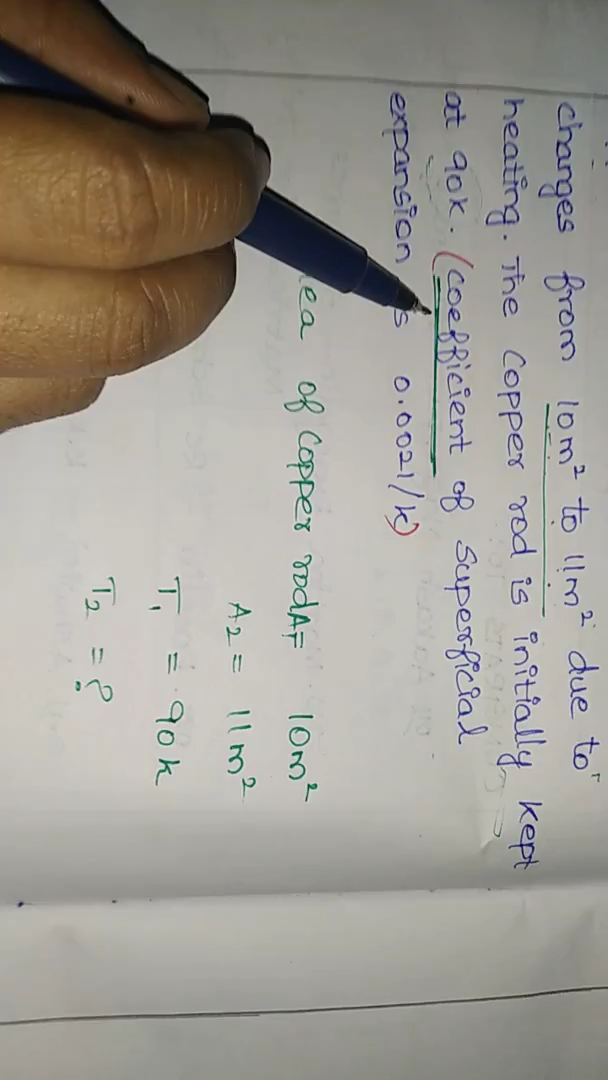 changes from 10m² to 11m² due to
heating. The copper rod is initially kept
at 90k. (coefficient of superficial
expansion 0.0021/k)
of copper rod A₁= 10m²
A₂ = 11m²
T₁ = 90k
T₂ = ?